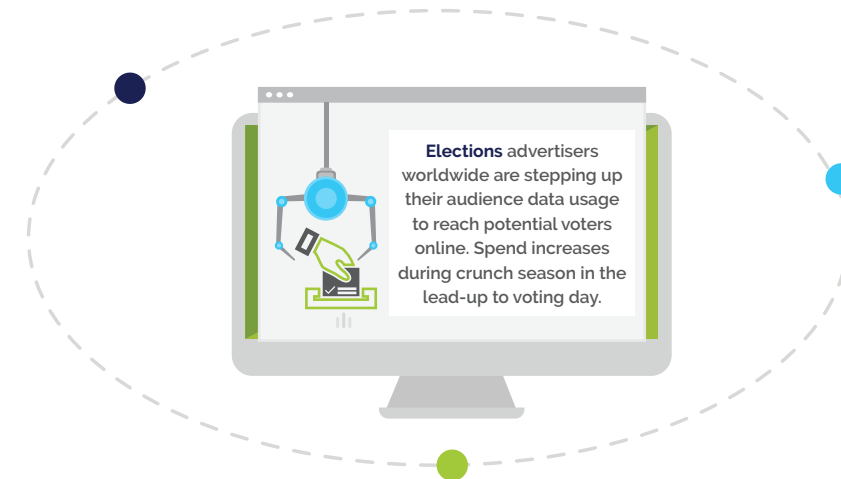 Elections advertisers
worldwide are stepping up
their audience data usage
to reach potential voters
online. Spend increases
during crunch season in the
lead-up to voting day.